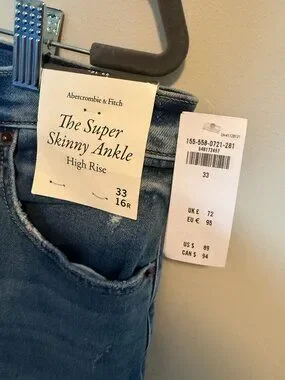 Abercrombie & Fitch
The Super
Skinny Ankle
High Rise
33
16R
155-558-0721-281
33
UK £ 72
EU € 98
US $ 89
CAN $ 94